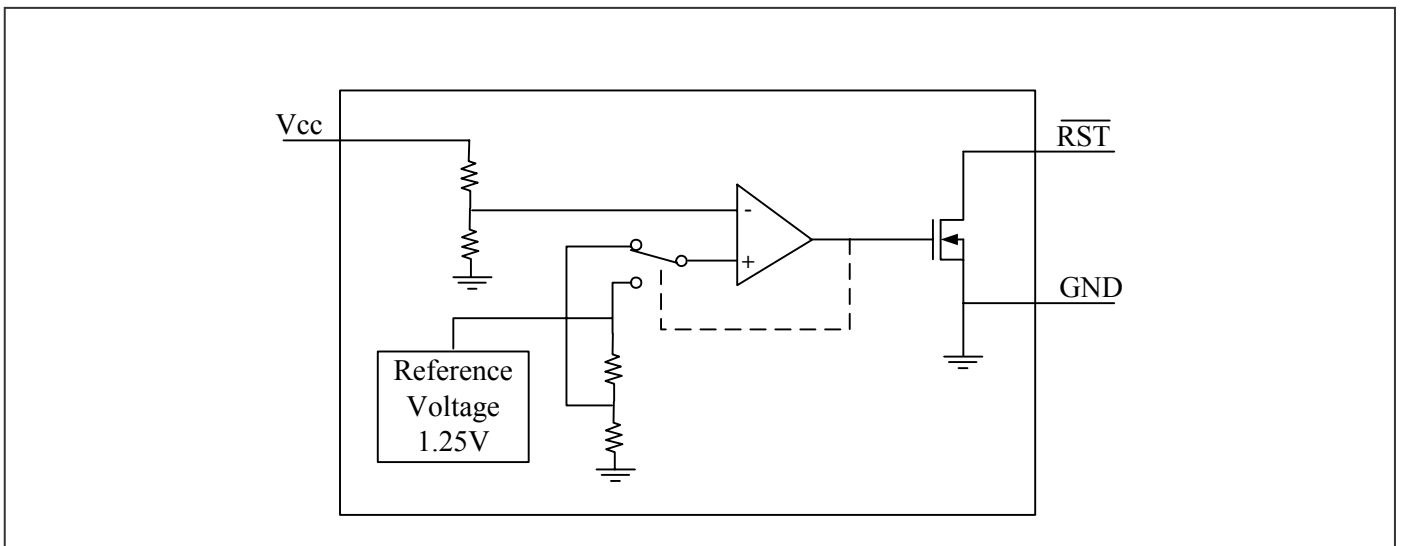 Vcc
RST
-
+
GND
Reference
Voltage
1.25V